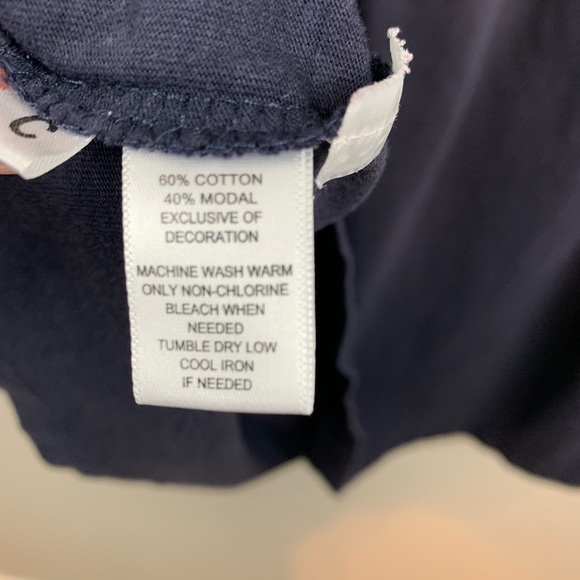 C
60% COTTON
40% MODAL
EXCLUSIVE OF
DECORATION
MACHINE WASH WARM
ONLY NON-CHLORINE
BLEACH WHEN
NEEDED
TUMBLE DRY LOW
COOL IRON
IF NEEDED